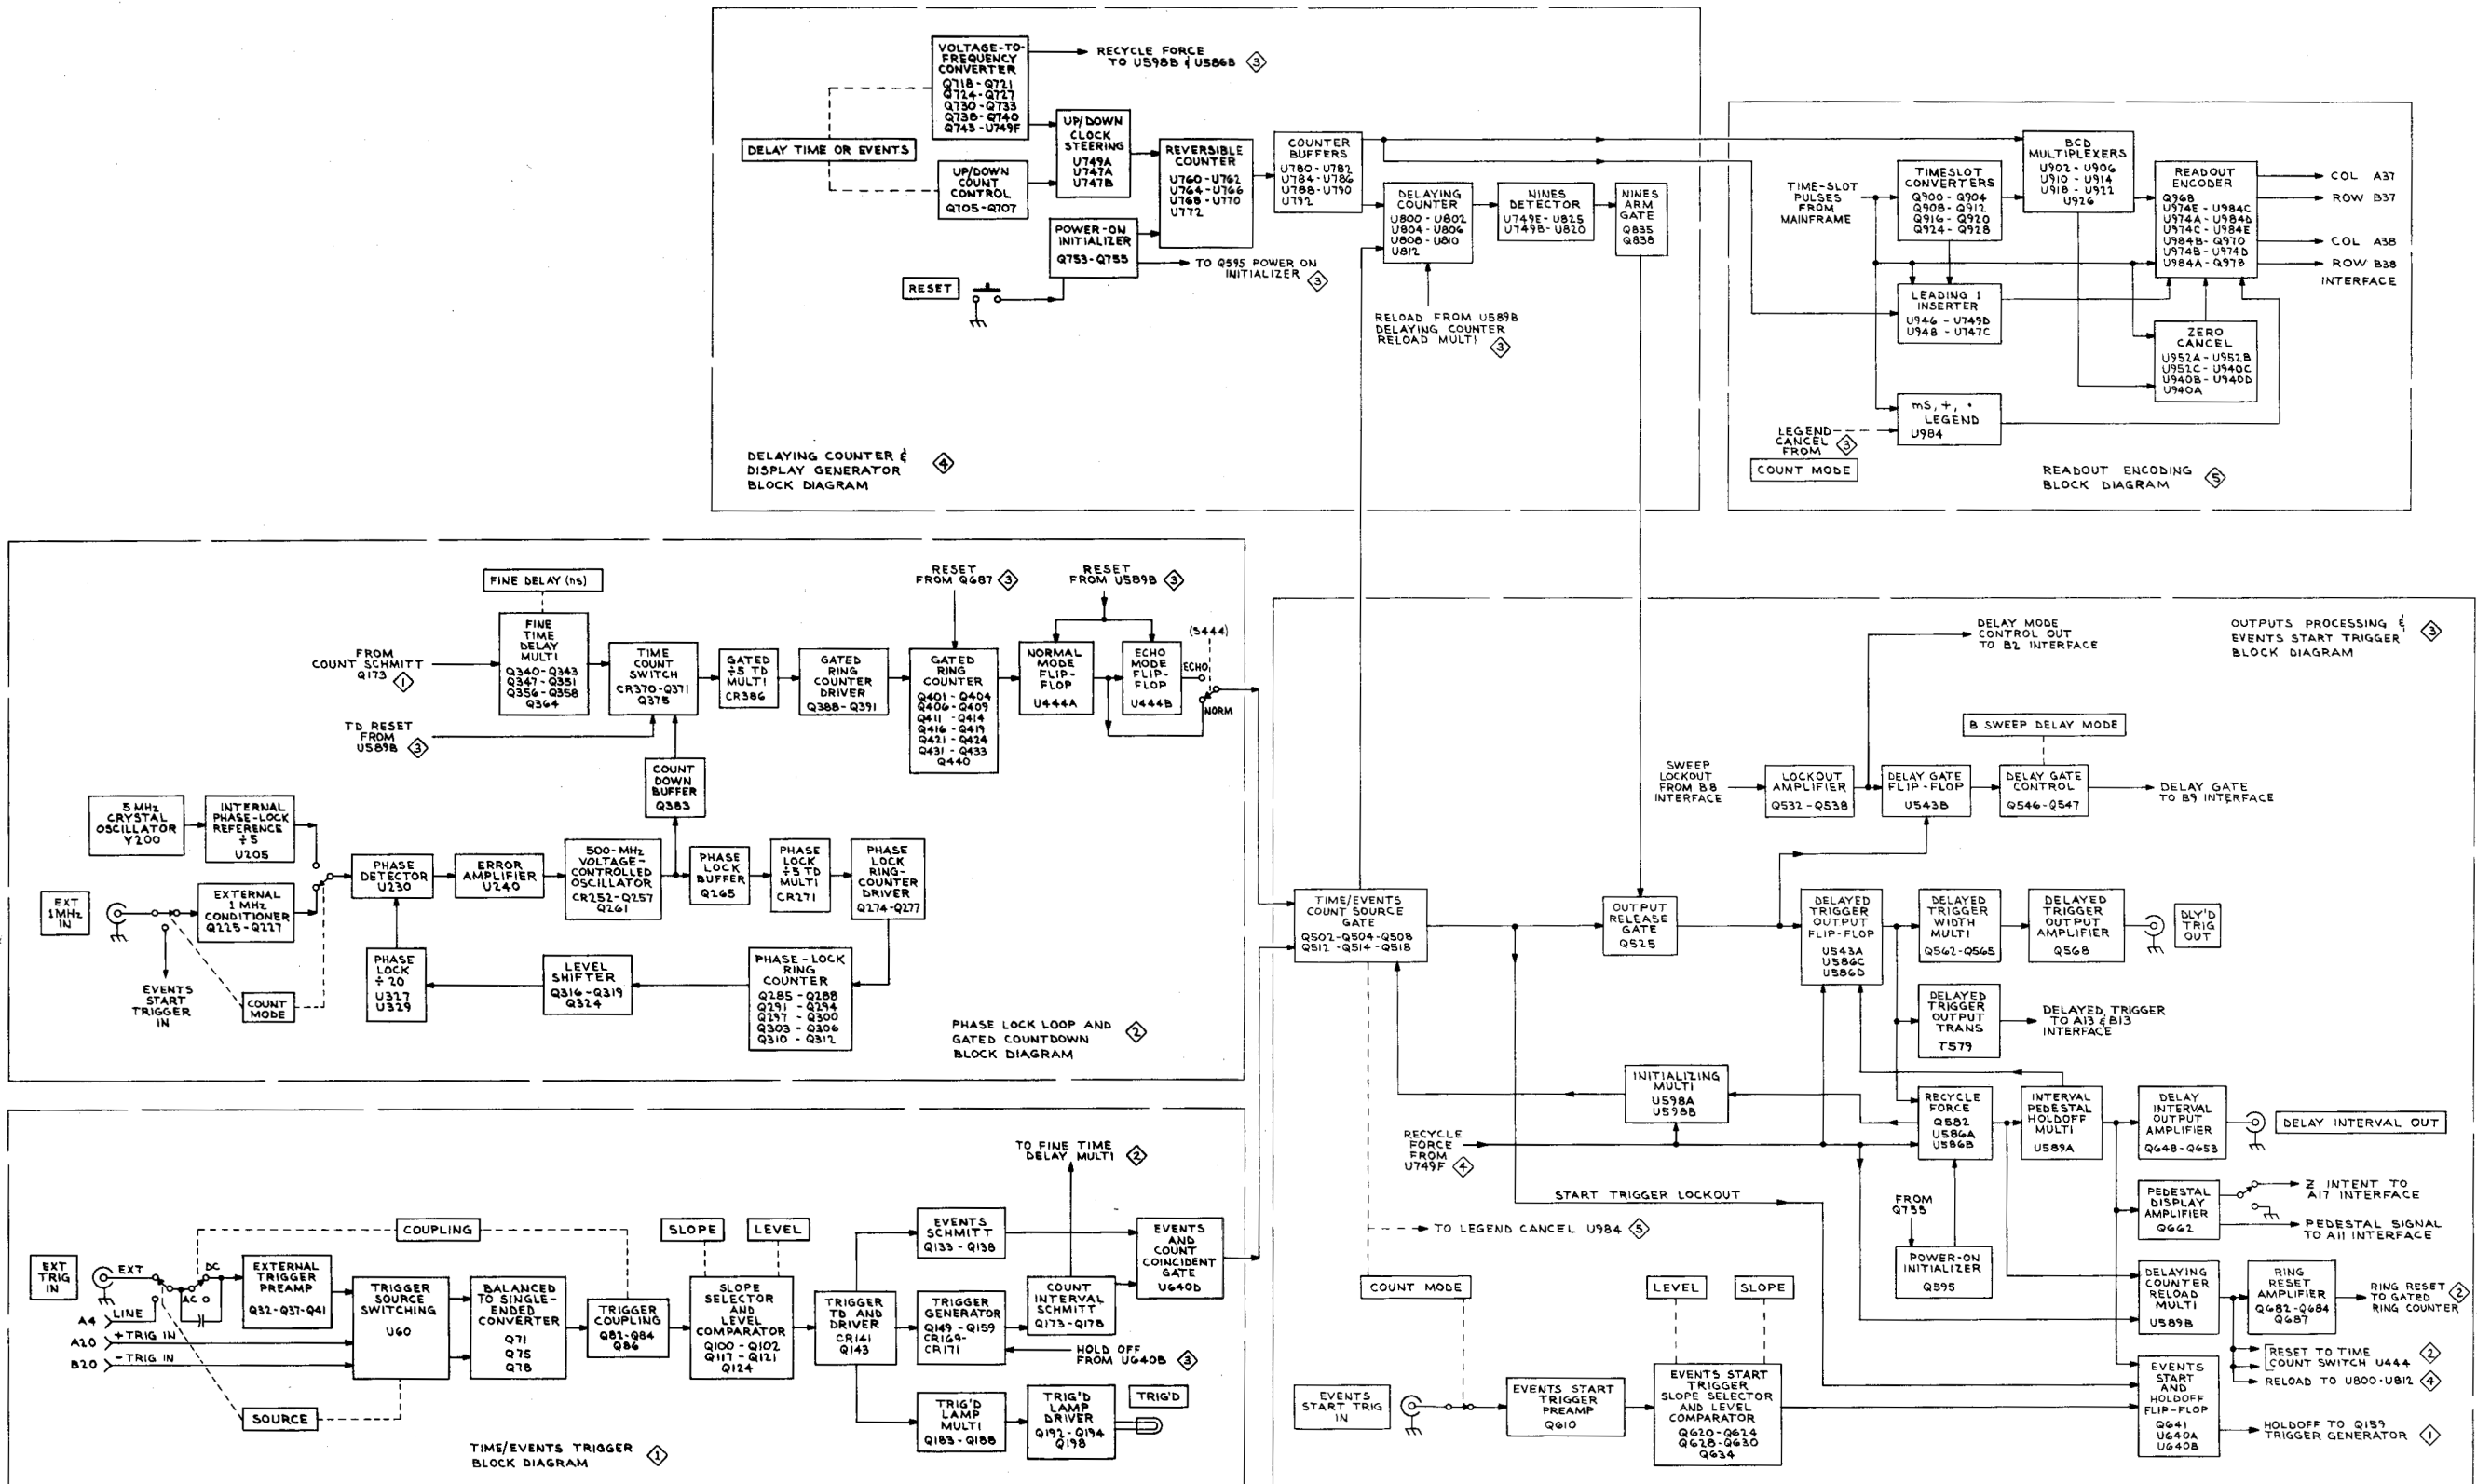 VOLTAGE-TO-
FREQUENCY
CONVERTER
Q718-Q721
Q724-Q727
Q730-Q733
Q738-Q740
Q743-U749F
RECYCLE FORCE
TO U598B & U586B 3
DELAY TIME OR EVENTS
UP/DOWN
COUNT
CONTROL
Q705-Q707
UP/DOWN
CLOCK
STEERING
U749A
U747A
U747B
REVERSIBLE
COUNTER
U760-U762
U764-U766
U768-U770
U772
POWER-ON
INITIALIZER
Q753-Q755
TO Q595 POWER ON
INITIALIZER 3
RESET
COUNTER
BUFFERS
U780-U782
U784-U786
U788-U790
U792
DELAYING
COUNTER
U800-U802
U804-U806
U808-U810
U812
NINES
DETECTOR
U749E-U825
U749B-U820
NINES
ARM
GATE
Q835
Q838
RELOAD FROM U589B
DELAYING COUNTER
RELOAD MULTI 3
DELAYING COUNTER &
DISPLAY GENERATOR 4
BLOCK DIAGRAM
TIME-SLOT
PULSES
FROM
MAINFRAME
TIMESLOT
CONVERTERS
Q900-Q904
Q908-Q912
Q916-Q920
Q924-Q928
BCD
MULTIPLEXERS
U902-U906
U910-U914
U918-U922
U926
READOUT
ENCODER
Q968
U974E-U984C
U974A-U984D
U974C-U984E
U984B-Q970
U974B-U974D
U984A-Q978
COL A37
ROW B37
COL A38
ROW B38
INTERFACE
LEADING 1
INSERTER
U946-U749D
U948-U747C
ZERO
CANCEL
U952A-U952B
U952C-U940C
U940B-U940D
U940A
mS, +, •
LEGEND
U984
LEGEND
CANCEL 3
FROM
COUNT MODE
READOUT ENCODING 5
BLOCK DIAGRAM
FINE DELAY (ns)
FROM
COUNT SCHMITT
Q173 1
FINE
TIME
DELAY
MULTI
Q340-Q343
Q347-Q351
Q356-Q358
Q364
TIME
COUNT
SWITCH
CR370-Q371
Q375
GATED
÷5 TD
MULTI
CR386
GATED
RING
COUNTER
DRIVER
Q388-Q391
RESET
FROM Q687 3
GATED
RING
COUNTER
Q401-Q404
Q406-Q409
Q411-Q414
Q416-Q419
Q421-Q424
Q431-Q433
Q440
RESET
FROM U589B 3
NORMAL
MODE
FLIP-
FLOP
U444A
ECHO
MODE
FLIP-
FLOP
U444B
(S444)
ECHO
NORM
TD RESET
FROM
U589B 3
COUNT
DOWN
BUFFER
Q383
5 MHz
CRYSTAL
OSCILLATOR
Y200
INTERNAL
PHASE-LOCK
REFERENCE
÷5
U205
EXT
1MHz
IN
EXTERNAL
1 MHz
CONDITIONER
Q225-Q227
EVENTS
START
TRIGGER
IN
COUNT
MODE
PHASE
DETECTOR
U230
ERROR
AMPLIFIER
U240
500-MHz
VOLTAGE-
CONTROLLED
OSCILLATOR
CR252-Q257
Q261
PHASE
LOCK
BUFFER
Q265
PHASE
LOCK
÷5 TD
MULTI
CR271
PHASE
LOCK
RING-
COUNTER
DRIVER
Q274-Q277
PHASE
LOCK
÷20
U327
U329
LEVEL
SHIFTER
Q316-Q319
Q324
PHASE-LOCK
RING
COUNTER
Q285-Q288
Q291-Q294
Q297-Q300
Q303-Q306
Q310-Q312
PHASE LOCK LOOP AND 2
GATED COUNTDOWN
BLOCK DIAGRAM
EXT
TRIG
IN
EXT
LINE
A4
A20 + TRIG IN
B20 - TRIG IN
DC
AC
COUPLING
SOURCE
EXTERNAL
TRIGGER
PREAMP
Q32-Q37-Q41
TRIGGER
SOURCE
SWITCHING
U60
BALANCED
TO SINGLE-
ENDED
CONVERTER
Q71
Q75
Q78
TRIGGER
COUPLING
Q82-Q84
Q86
SLOPE
LEVEL
SLOPE
SELECTOR
AND
LEVEL
COMPARATOR
Q100-Q102
Q117-Q121
Q124
TRIGGER
TD AND
DRIVER
CR141
Q143
EVENTS
SCHMITT
Q133-Q138
TRIGGER
GENERATOR
Q149-Q159
CR169-
CR171
TO FINE TIME
DELAY MULTI 2
COUNT
INTERVAL
SCHMITT
Q173-Q178
EVENTS
AND
COUNT
COINCIDENT
GATE
U640D
HOLD OFF
FROM U640B 3
TRIG'D
LAMP
MULTI
Q183-Q188
TRIG'D
LAMP
DRIVER
Q192-Q194
Q198
TRIG'D
TIME/EVENTS TRIGGER 1
BLOCK DIAGRAM
DELAY MODE
CONTROL OUT
TO B2 INTERFACE
OUTPUTS PROCESSING &
EVENTS START TRIGGER 3
BLOCK DIAGRAM
B SWEEP DELAY MODE
SWEEP
LOCKOUT
FROM B8
INTERFACE
LOCKOUT
AMPLIFIER
Q532-Q538
DELAY GATE
FLIP-FLOP
U543B
DELAY GATE
CONTROL
Q546-Q547
DELAY GATE
TO B9 INTERFACE
TIME/EVENTS
COUNT SOURCE
GATE
Q502-Q504-Q508
Q512-Q514-Q518
OUTPUT
RELEASE
GATE
Q525
DELAYED
TRIGGER
OUTPUT
FLIP-FLOP
U543A
U586C
U586D
DELAYED
TRIGGER
WIDTH
MULTI
Q562-Q565
DELAYED
TRIGGER
OUTPUT
AMPLIFIER
Q568
DLY'D
TRIG
OUT
DELAYED
TRIGGER
OUTPUT
TRANS
T579
DELAYED TRIGGER
TO A13 & B13
INTERFACE
INITIALIZING
MULTI
U598A
U598B
RECYCLE
FORCE
FROM
U749F 4
RECYCLE
FORCE
Q582
U586A
U586B
INTERVAL
PEDESTAL
HOLDOFF
MULTI
U589A
DELAY
INTERVAL
OUTPUT
AMPLIFIER
Q648-Q653
DELAY INTERVAL OUT
START TRIGGER LOCKOUT
FROM
Q755
POWER-ON
INITIALIZER
Q595
PEDESTAL
DISPLAY
AMPLIFIER
Q662
Z INTENT TO
A17 INTERFACE
PEDESTAL SIGNAL
TO A11 INTERFACE
TO LEGEND CANCEL U984 5
COUNT MODE
LEVEL
SLOPE
DELAYING
COUNTER
RELOAD
MULTI
U589B
RING
RESET
AMPLIFIER
Q682-Q684
Q687
RING RESET 2
TO GATED
RING COUNTER
RESET TO TIME 2
COUNT SWITCH U444
RELOAD TO U800-U812 4
EVENTS
START TRIG
IN
EVENTS START
TRIGGER
PREAMP
Q610
EVENTS START
TRIGGER
SLOPE SELECTOR
AND LEVEL
COMPARATOR
Q620-Q624
Q628-Q630
Q634
EVENTS
START
AND
HOLDOFF
FLIP-FLOP
Q641
U640A
U640B
HOLDOFF TO Q159
TRIGGER GENERATOR 1